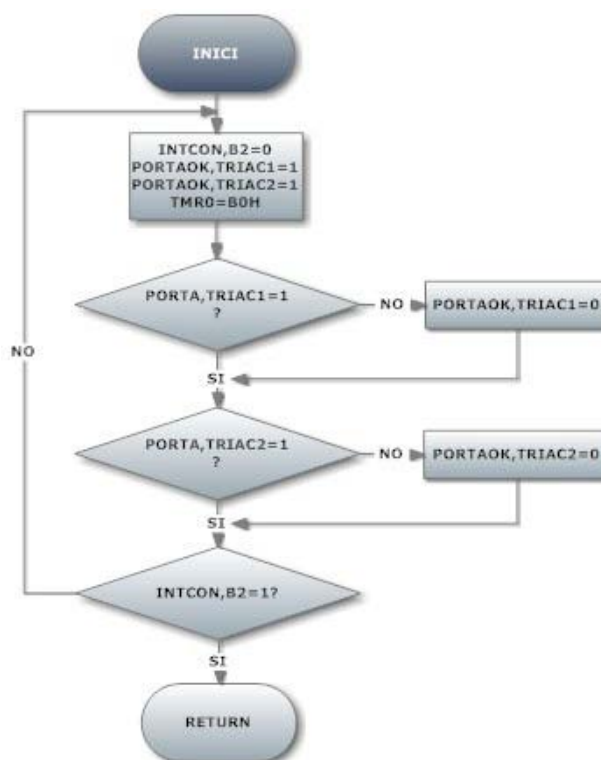 INICI
INTCON,B2=0
PORTAOK,TRIAC1=1
PORTAOK,TRIAC2=1
TMR0=B0H
PORTA,TRIAC1=1
?
NO
PORTAOK,TRIAC1=0
NO
SI
PORTA,TRIAC2=1
?
NO
PORTAOK,TRIAC2=0
SI
INTCON,B2=1?
SI
RETURN